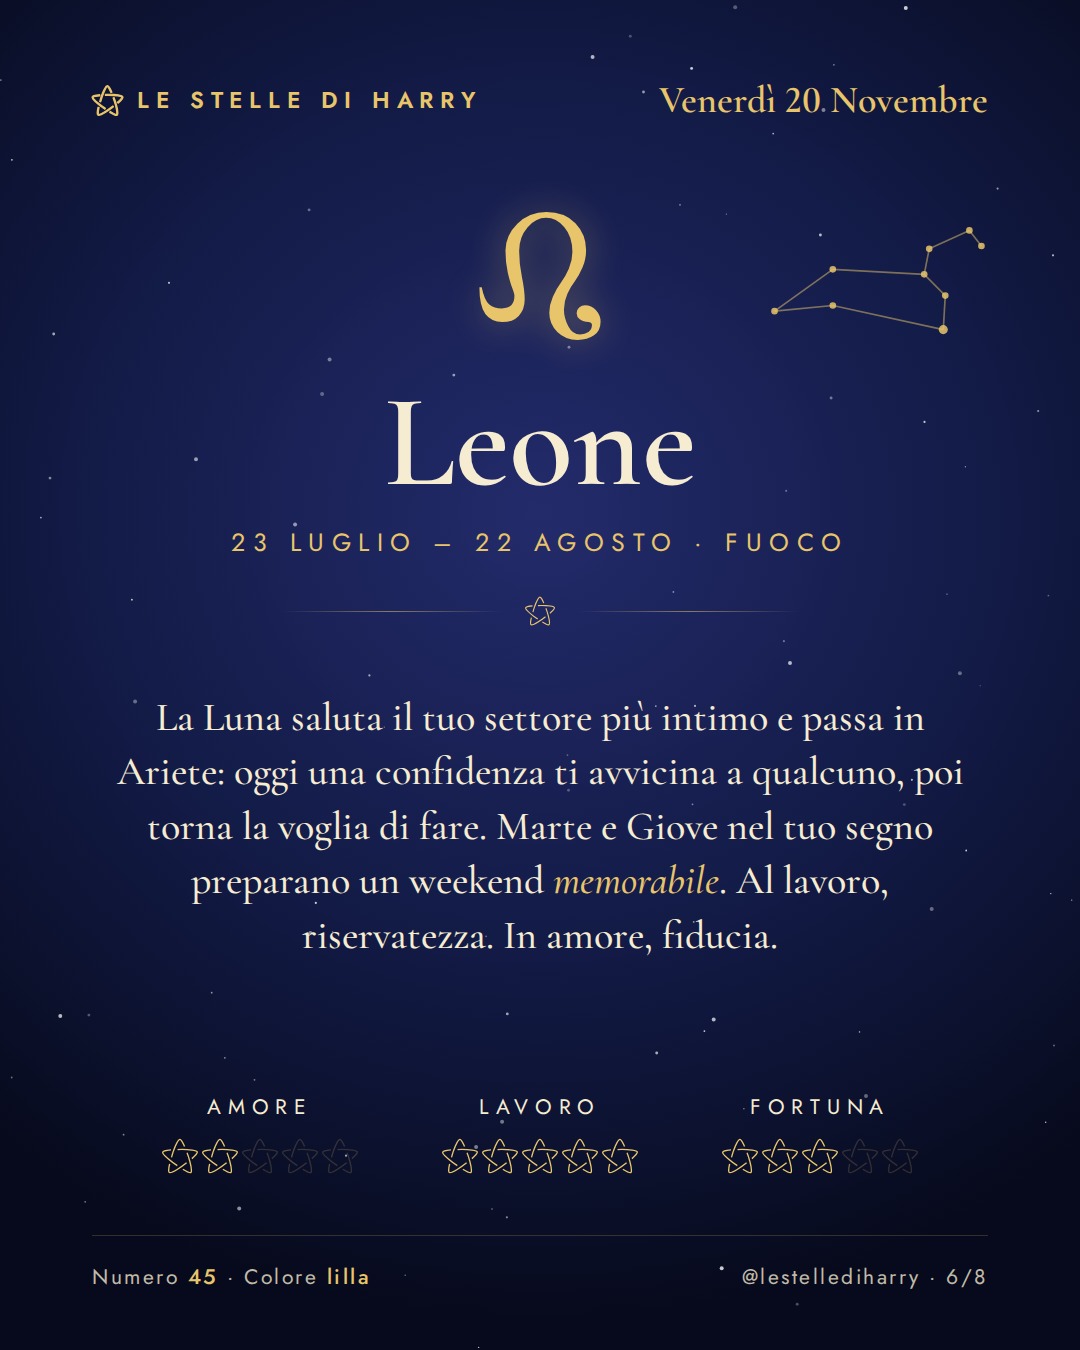 LE STELLE DI HARRY
Venerdì 20 Novembre
Leone
23 LUGLIO – 22 AGOSTO · FUOCO
La Luna saluta il tuo settore più intimo e passa in
Ariete: oggi una confidenza ti avvicina a qualcuno, poi
torna la voglia di fare. Marte e Giove nel tuo segno
preparano un weekend memorabile. Al lavoro,
riservatezza. In amore, fiducia.
AMORE
LAVORO
FORTUNA
Numero 45 · Colore lilla
@lestellediharry · 6/8